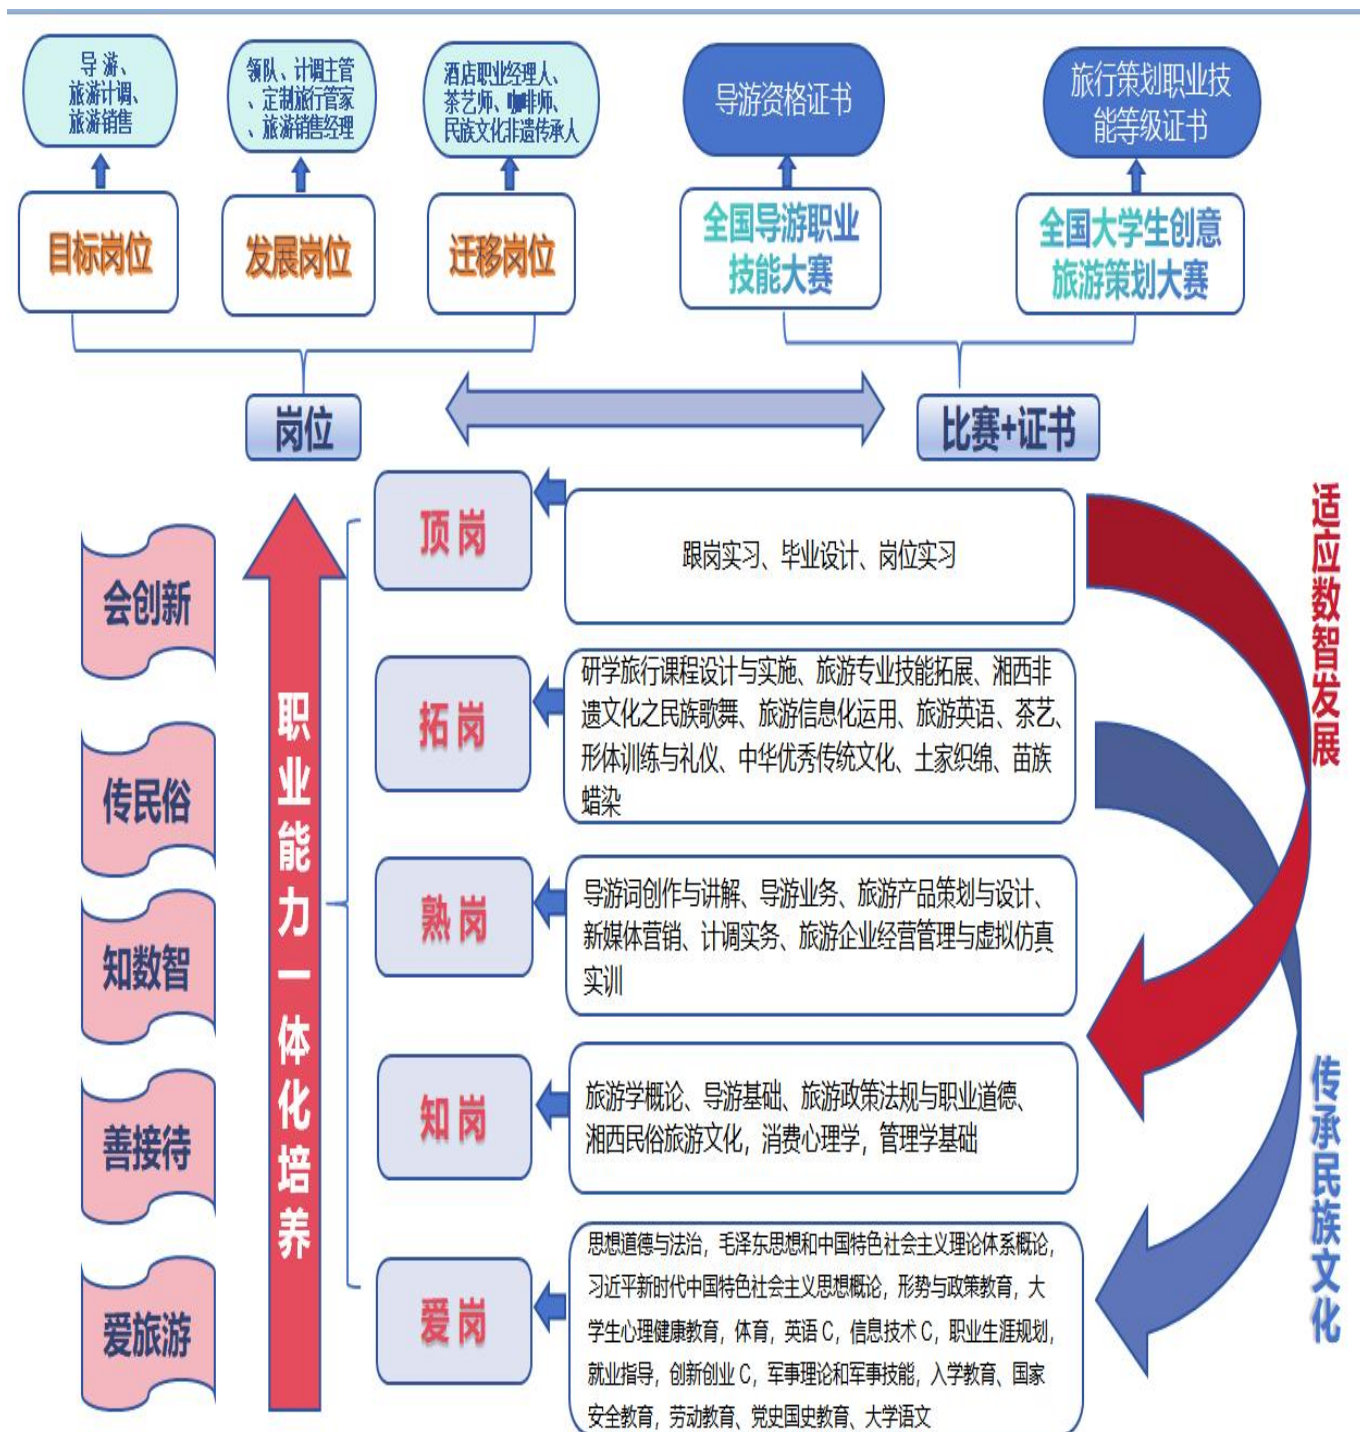 导 游、
旅游计调、
旅游销售
领队、计调主管
、定制旅行管家
、旅游销售经理
酒店职业经理人、
茶艺师、咖啡师、
民族文化非遗传承人
导游资格证书
旅行策划职业技
能等级证书
目标岗位
发展岗位
迁移岗位
全国导游职业
技能大赛
全国大学生创意
旅游策划大赛
岗位
比赛+证书
会创新
传民俗
知数智
善接待
爱旅游
职业能力一体化培养
顶 岗
跟岗实习、毕业设计、岗位实习
拓 岗
研学旅行课程设计与实施、旅游专业技能拓展、湘西非
遗文化之民族歌舞、旅游信息化运用、旅游英语、茶艺、
形体训练与礼仪、中华优秀传统文化、土家织绵、苗族
蜡染
熟 岗
导游词创作与讲解、导游业务、旅游产品策划与设计、
新媒体营销、计调实务、旅游企业经营管理与虚拟仿真
实训
知 岗
旅游学概论、导游基础、旅游政策法规与职业道德、
湘西民俗旅游文化，消费心理学，管理学基础
爱 岗
思想道德与法治，毛泽东思想和中国特色社会主义理论体系概论，
习近平新时代中国特色社会主义思想概论，形势与政策教育，大
学生心理健康教育，体育，英语 C，信息技术 C，职业生涯规划，
就业指导，创新创业 C，军事理论和军事技能，入学教育、国家
安全教育，劳动教育、党史国史教育、大学语文
适应数智发展
传承民族文化